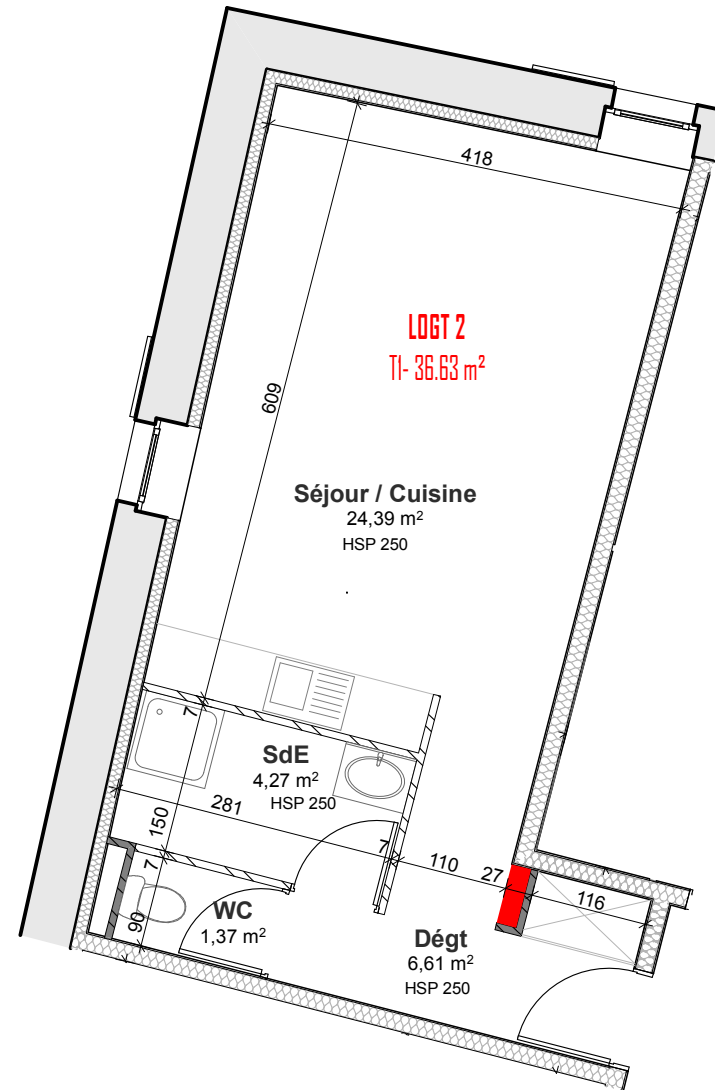 418
LOGT 2
T1- 36.63 m²
609
Séjour / Cuisine
24,39 m²
HSP 250
7
SdE
4,27 m²
HSP 250
281
150
7
7
110
27
116
90
WC
1,37 m²
Dégt
6,61 m²
HSP 250